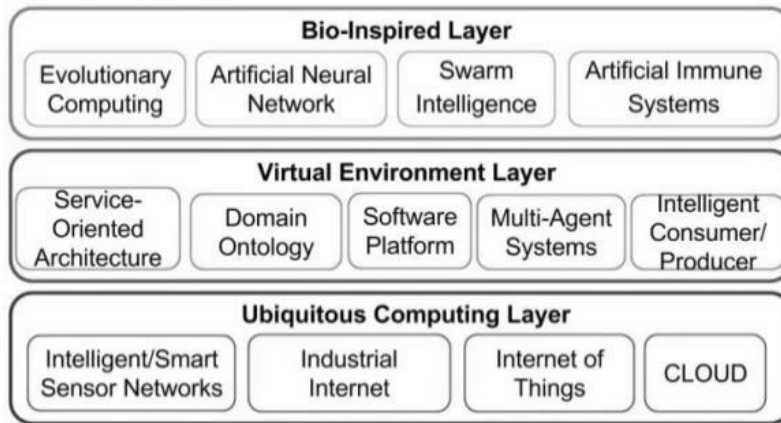 Bio-Inspired Layer
Evolutionary
Computing
Artificial Neural
Network
Swarm
Intelligence
Artificial Immune
Systems
Virtual Environment Layer
Service-
Oriented
Architecture
Domain
Ontology
Software
Platform
Multi-Agent
Systems
Intelligent
Consumer/
Producer
Ubiquitous Computing Layer
Intelligent/Smart
Sensor Networks
Industrial
Internet
Internet of
Things
CLOUD